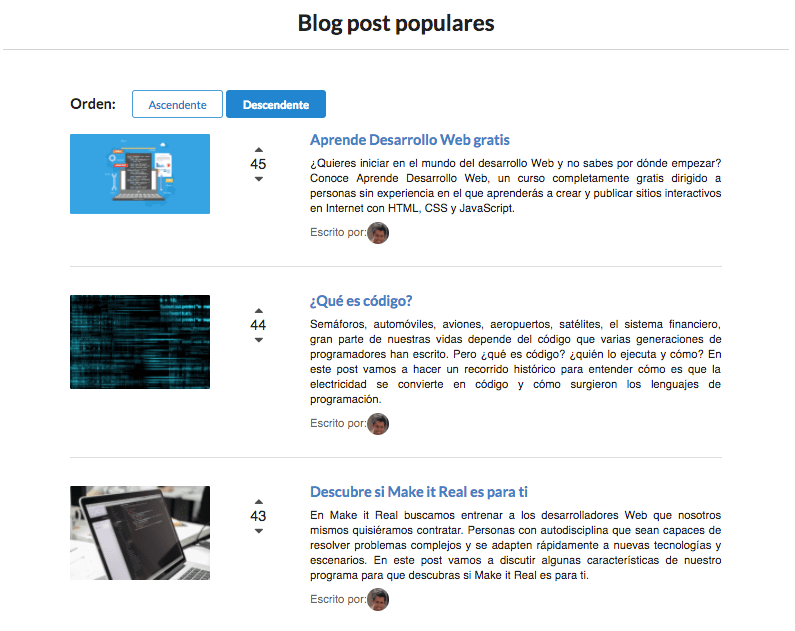 Blog post populares
Orden:
Ascendente
Descendente
45
Aprende Desarrollo Web gratis
¿Quieres iniciar en el mundo del desarrollo Web y no sabes por dónde empezar?
Conoce Aprende Desarrollo Web, un curso completamente gratis dirigido a
personas sin experiencia en el que aprenderás a crear y publicar sitios interactivos
en Internet con HTML, CSS y JavaScript.
Escrito por:
44
¿Qué es código?
Semáforos, automóviles, aviones, aeropuertos, satélites, el sistema financiero,
gran parte de nuestras vidas depende del código que varias generaciones de
programadores han escrito. Pero ¿qué es código? ¿quién lo ejecuta y cómo? En
este post vamos a hacer un recorrido histórico para entender cómo es que la
electricidad se convierte en código y cómo surgieron los lenguajes de
programación.
Escrito por:
43
Descubre si Make it Real es para ti
En Make it Real buscamos entrenar a los desarrolladores Web que nosotros
mismos quisiéramos contratar. Personas con autodisciplina que sean capaces de
resolver problemas complejos y se adapten rápidamente a nuevas tecnologías y
escenarios. En este post vamos a discutir algunas características de nuestro
programa para que descubras si Make it Real es para ti.
Escrito por: